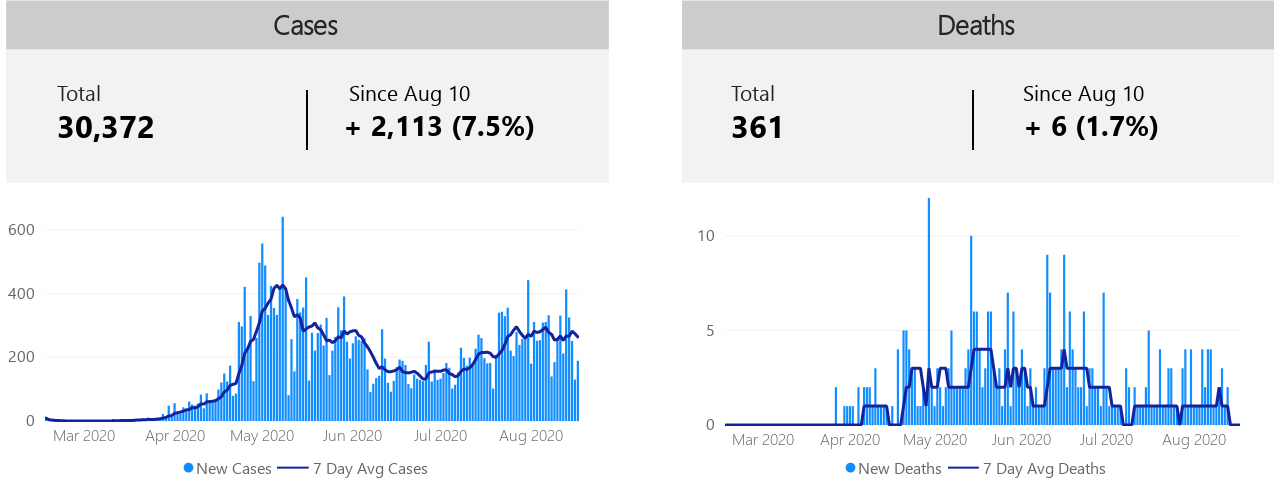 Cases
Total
30,372
Since Aug 10
+ 2,113 (7.5%)
600
400
200
0
Mar 2020 Apr 2020 May 2020 Jun 2020 Jul 2020 Aug 2020
New Cases 7 Day Avg Cases
Deaths
Total
361
Since Aug 10
+ 6 (1.7%)
10
5
0
Mar 2020 Apr 2020 May 2020 Jun 2020 Jul 2020 Aug 2020
New Deaths 7 Day Avg Deaths